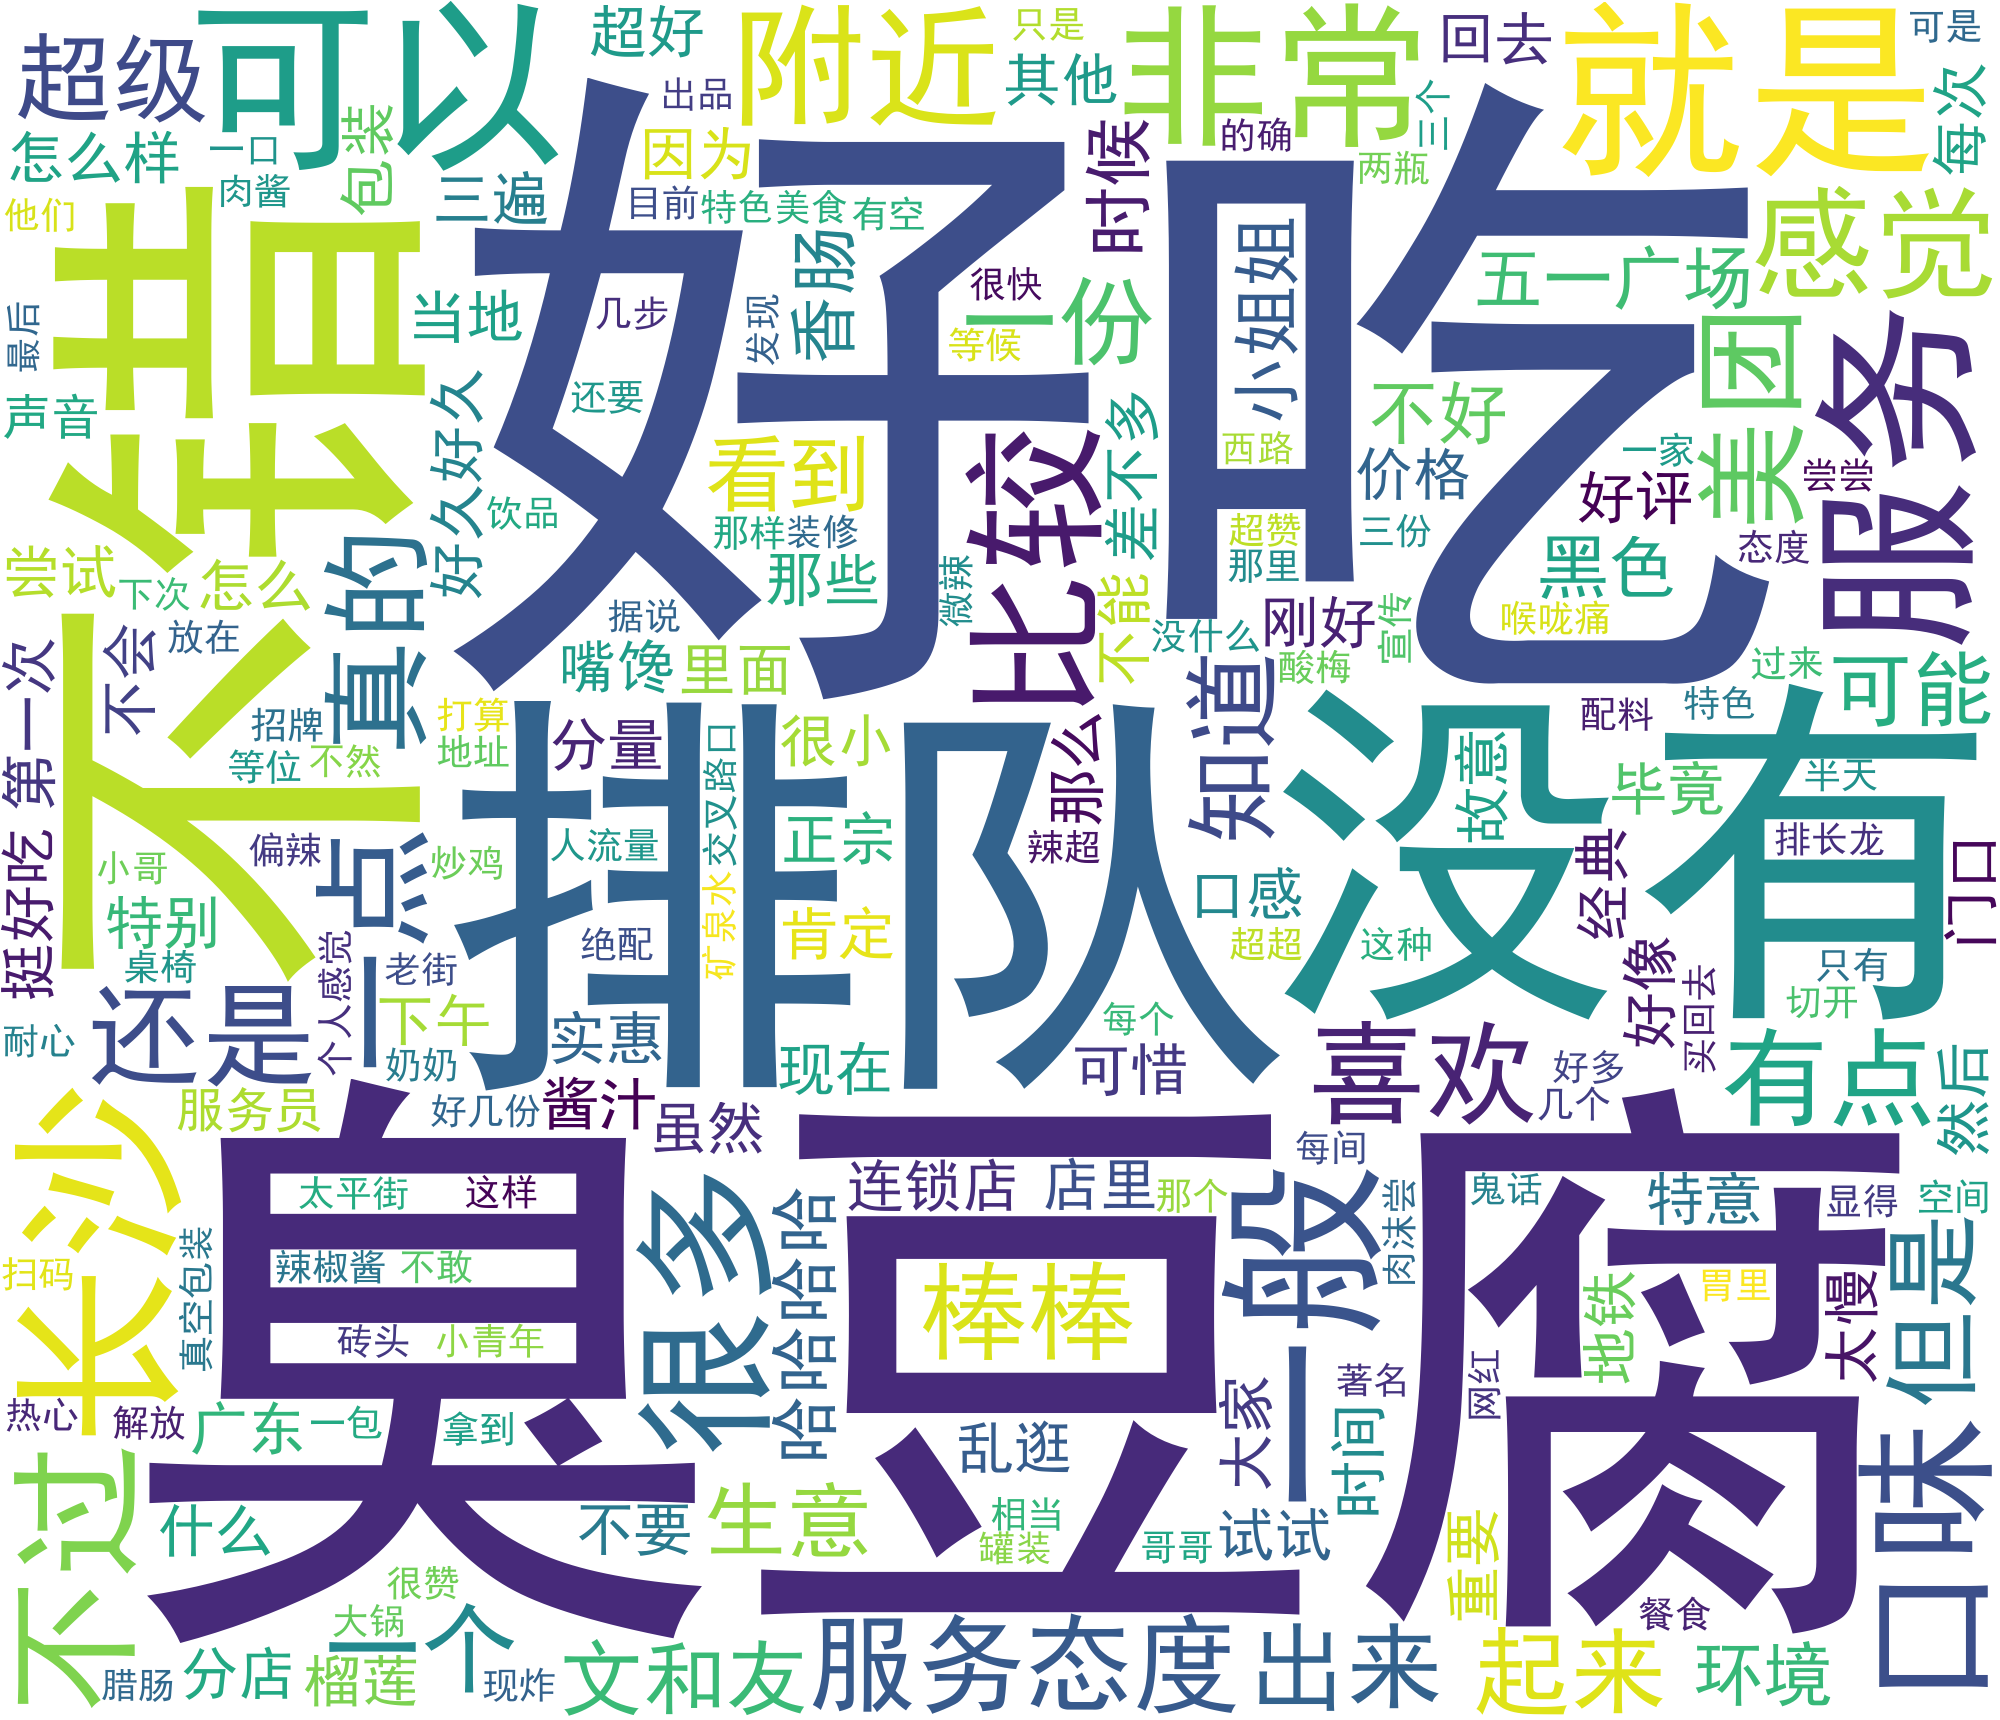 超级
可以
超好
附近
只是
其他
非常
回去
就是
可是
怎么样
一口
包装
出品
因为
好吃
时候
的确
三个
两瓶
每次
他们
肉酱
不错
三遍
目前
特色美食
有空
香肠
小姐姐
五一广场
感觉
最后
当地
几步
发现
很快
等候
一份
美团
服务
声音
好久好久
还要
看到
比较
差不多
西路
不好
价格
一家
好评
尝尝
饮品
那样
装修
超赞
那里
三份
黑色
态度
尝试
下次
怎么
真的
那些
微辣
不能
没什么
刚好
宣传
喉咙痛
第一次
不会
放在
据说
嘴馋
里面
知道
酸梅
过来
可能
招牌
打算
排队
分量
交叉路口
很小
那么
没有
故意
配料
特色
等位
不然
地址
毕竟
半天
挺好吃
偏辣
一点
炒鸡
人流量
正宗
辣超
口感
经典
排长龙
门口
小哥
特别
桌椅
个人感觉
老街
绝配
矿泉水
肯定
超超
这种
好像
买回去
只有
切开
耐心
还是
下午
奶奶
实惠
现在
每个
可惜
喜欢
好多
几个
有点
然后
长沙
服务员
好几份
酱汁
虽然
臭豆腐
太平街
这样
很多
哈哈哈哈
连锁店
店里
那个
一般
每间
肉沫尝
鬼话
特意
显得
空间
扫码
真空包装
辣椒酱
不敢
棒棒
地铁
胃里
太慢
但是
砖头
小青年
热心
解放
广东
一包
拿到
乱逛
大家
时间
著名
网红
口味
不过
什么
不要
生意
相当
罐装
哥哥
试试
重要
很赞
大锅
一个
餐食
腊肠
分店
榴莲
现炸
文和友
服务态度
出来
起来
环境